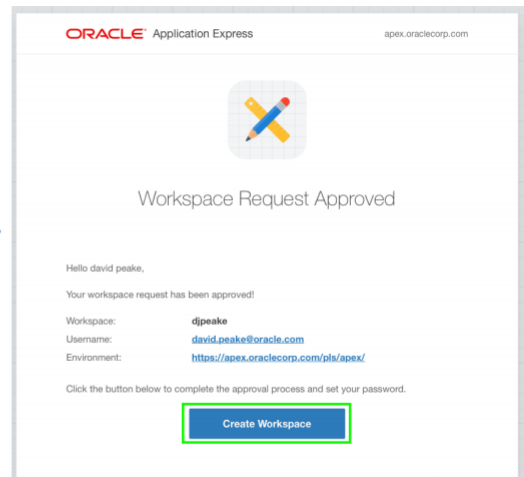 ORACLE® Application Express apex.oraclecorp.com
Workspace Request Approved
Hello david peake,
Your workspace request has been approved!
Workspace: djpeake
Username: david.peake@oracle.com
Environment: https://apex.oraclecorp.com/pls/apex/
Click the button below to complete the approval process and set your password.
Create Workspace